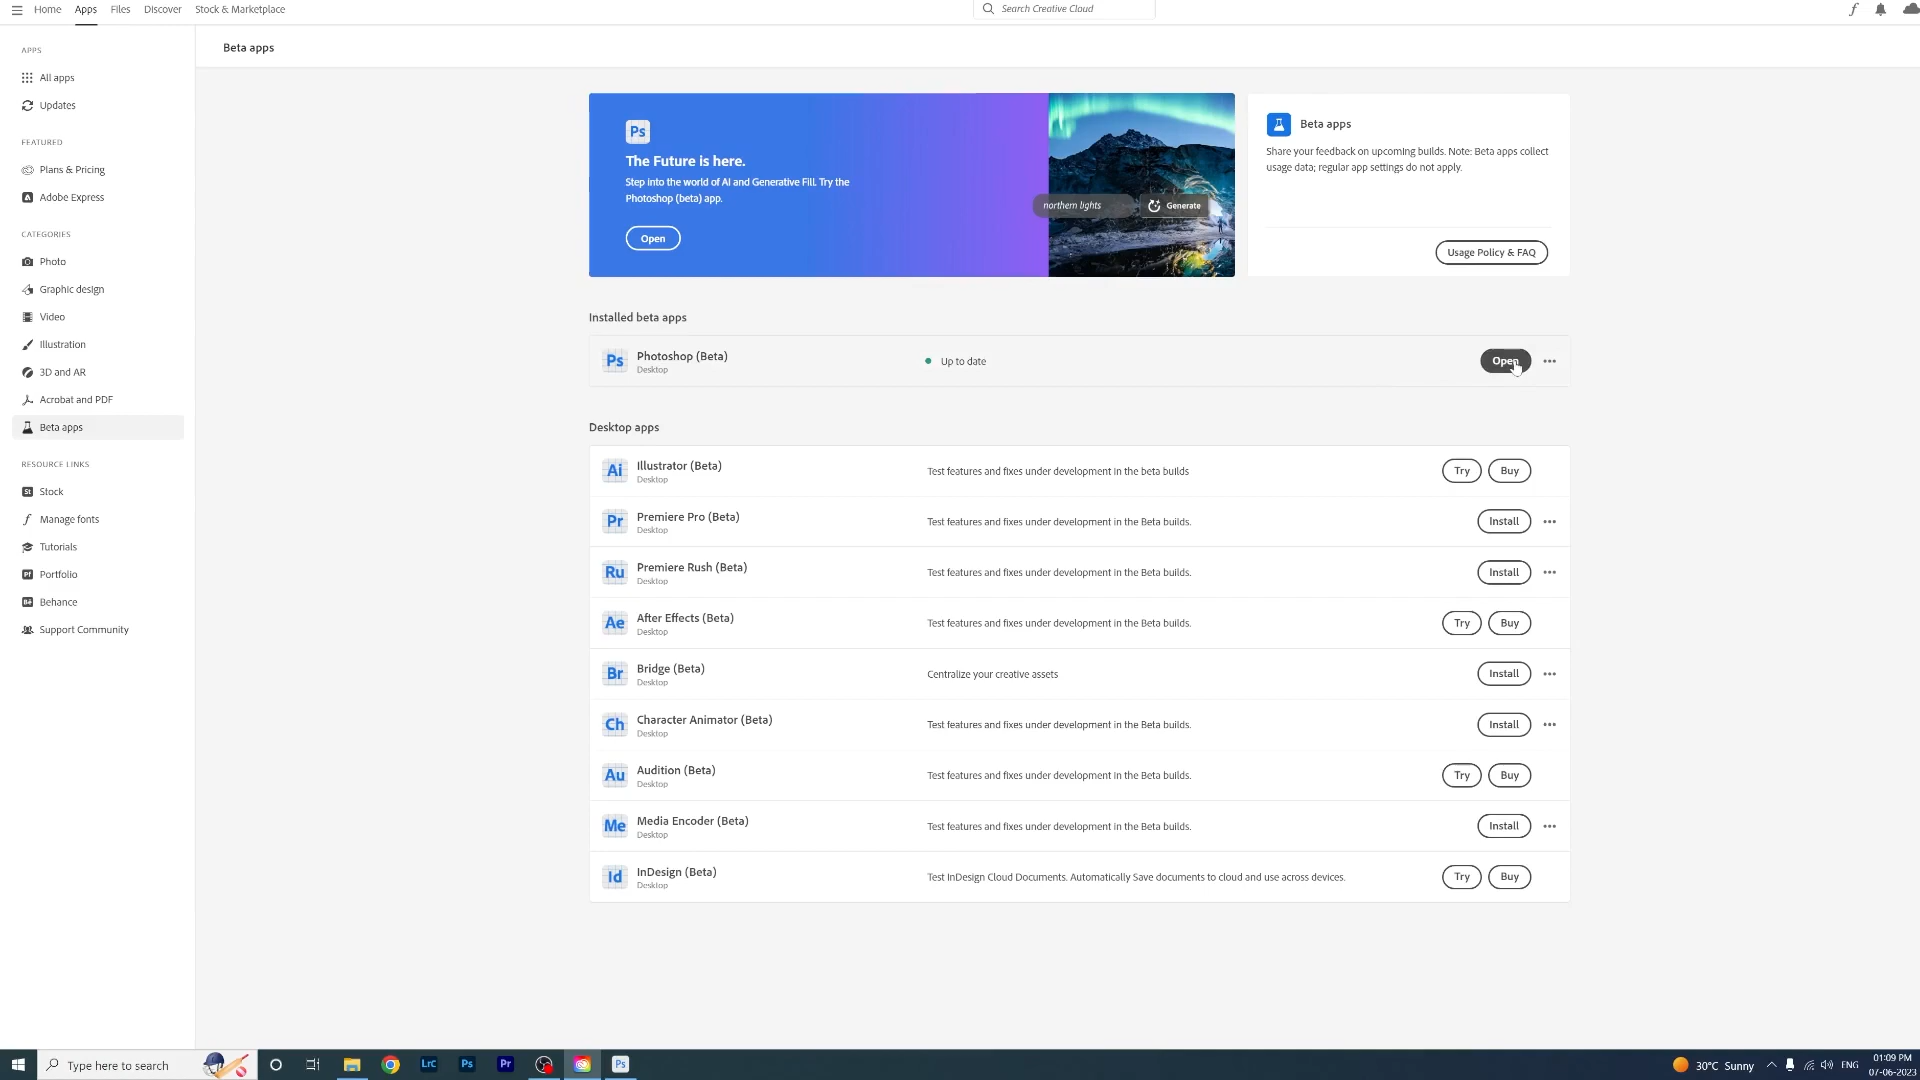 Home Apps Files Discover Stock & Marketplace
Search Creative Cloud
APPS
All apps
Updates
FEATURED
Plans & Pricing
Adobe Express
CATEGORIES
Photo
Graphic design
Video
Illustration
3D and AR
Acrobat and PDF
Beta apps
RESOURCE LINKS
St Stock
Manage fonts
Tutorials
Pf Portfolio
Bē Behance
Support Community
Beta apps
Ps
The Future is here.
Step into the world of AI and Generative Fill. Try the
Photoshop (beta) app.
Open
northern lights Generate
Beta apps
Share your feedback on upcoming builds. Note: Beta apps collect
usage data; regular app settings do not apply.
Usage Policy & FAQ
Installed beta apps
Ps Photoshop (Beta) Up to date Open
Desktop
Desktop apps
Ai Illustrator (Beta) Test features and fixes under development in the beta builds Try Buy
Desktop
Pr Premiere Pro (Beta) Test features and fixes under development in the Beta builds. Install
Desktop
Ru Premiere Rush (Beta) Test features and fixes under development in the Beta builds. Install
Desktop
Ae After Effects (Beta) Test features and fixes under development in the Beta builds. Try Buy
Desktop
Br Bridge (Beta) Centralize your creative assets Install
Desktop
Ch Character Animator (Beta) Test features and fixes under development in the Beta builds. Install
Desktop
Au Audition (Beta) Test features and fixes under development in the Beta builds. Try Buy
Desktop
Me Media Encoder (Beta) Test features and fixes under development in the Beta builds. Install
Desktop
Id InDesign (Beta) Test InDesign Cloud Documents. Automatically Save documents to cloud and use across devices. Try Buy
Desktop
Type here to search LrC Ps Pr Ps 30°C Sunny ENG 01:09 PM
07-06-2023